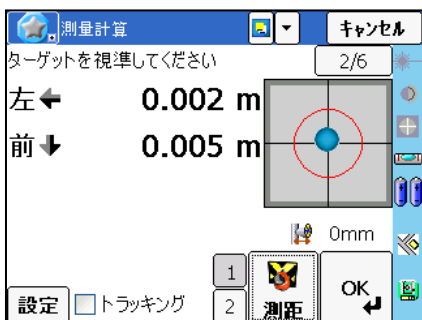 測量計算
キャンセル
ターゲットを視準してください
2/6
左← 0.002 m
前↓ 0.005 m
0mm
1
2
設定
トラッキング
測距
OK